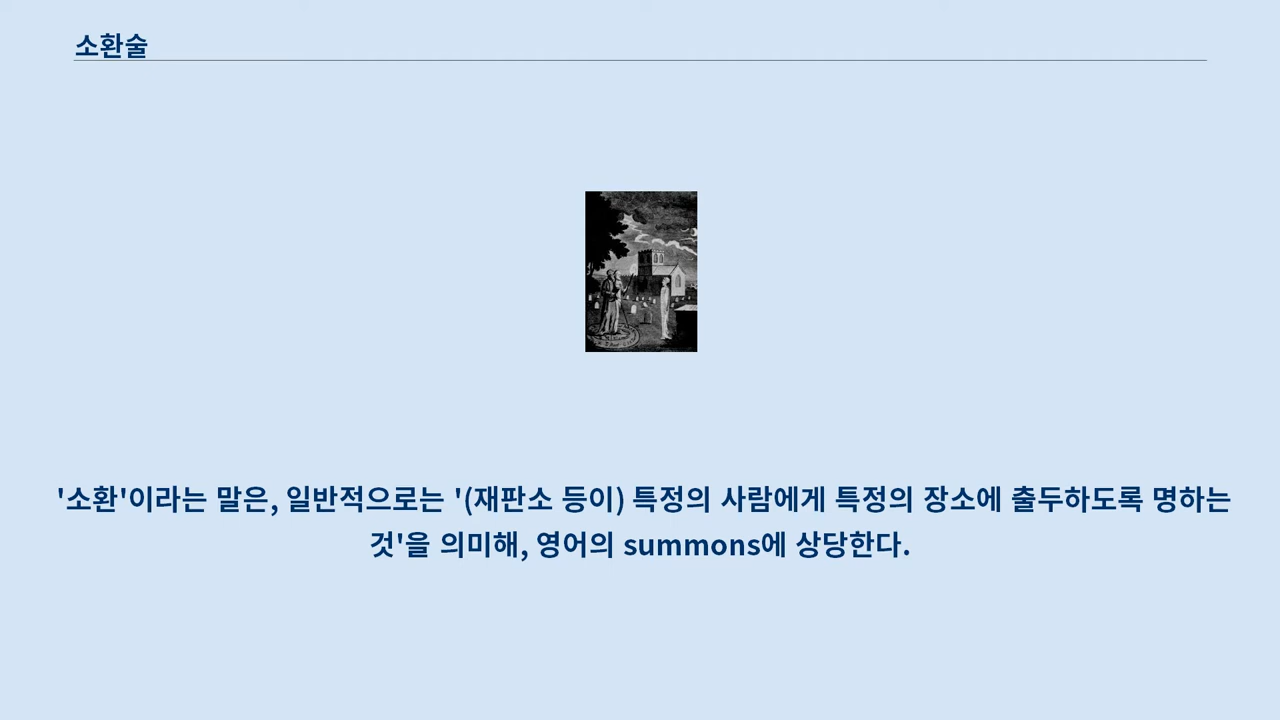 소환술
'소환'이라는 말은, 일반적으로는 '(재판소 등이) 특정의 사람에게 특정의 장소에 출두하도록 명하는
것'을 의미해, 영어의 summons에 상당한다.